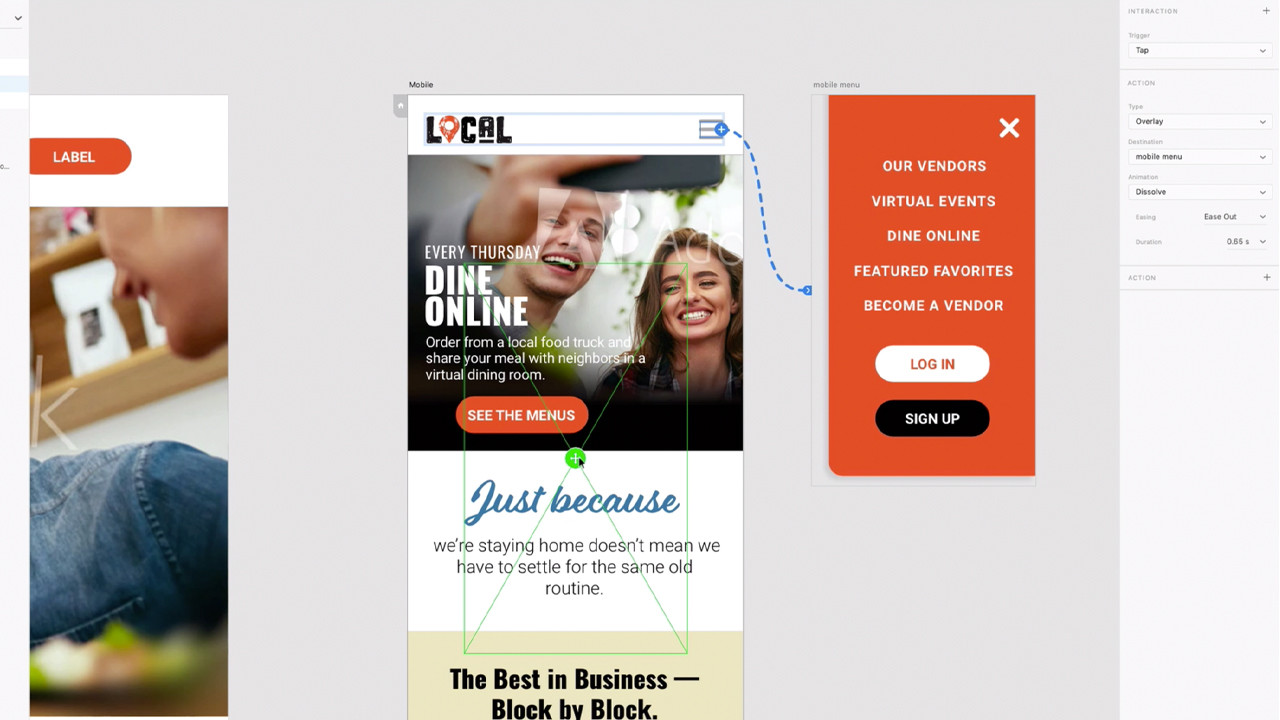 LABEL
k
Mobile
LOCAL
EVERY THURSDAY
DINE
ONLINE
Order from a local food truck and
share your meal with neighbors in a
virtual dining room.
SEE THE MENUS
Just because
we're staying home doesn't mean we
have to settle for the same old
routine.
The Best in Business —
Block by Block.
mobile menu
OUR VENDORS
VIRTUAL EVENTS
DINE ONLINE
FEATURED FAVORITES
BECOME A VENDOR
LOG IN
SIGN UP
INTERACTION
Trigger
Tap
ACTION
Type
Overlay
Destination
mobile menu
Animation
Dissolve
Easing Ease Out
Duration 0.65 s
ACTION